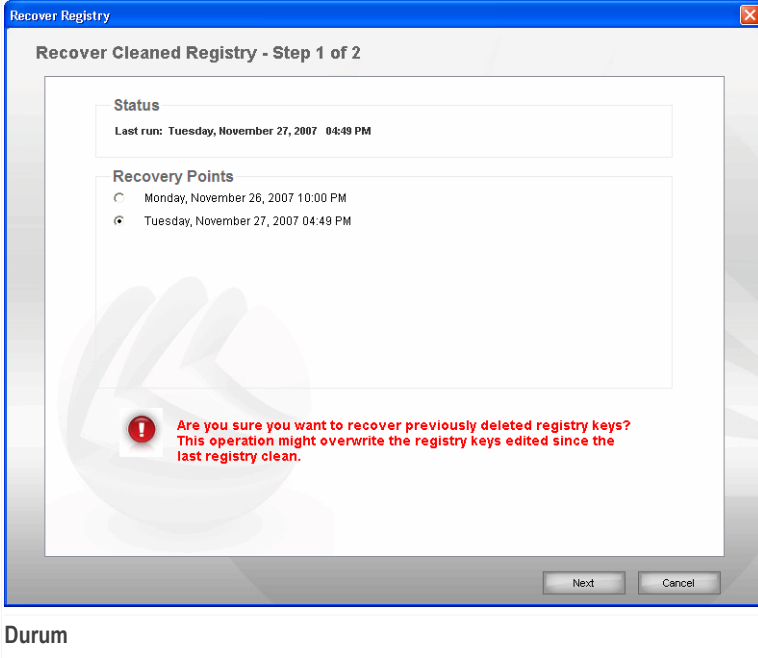 Recover Registry
Recover Cleaned Registry - Step 1 of 2
Status
Last run: Tuesday, November 27, 2007 04:49 PM
Recovery Points
Monday, November 26, 2007 10:00 PM
Tuesday, November 27, 2007 04:49 PM
Are you sure you want to recover previously deleted registry keys?
This operation might overwrite the registry keys edited since the
last registry clean.
Next Cancel
Durum